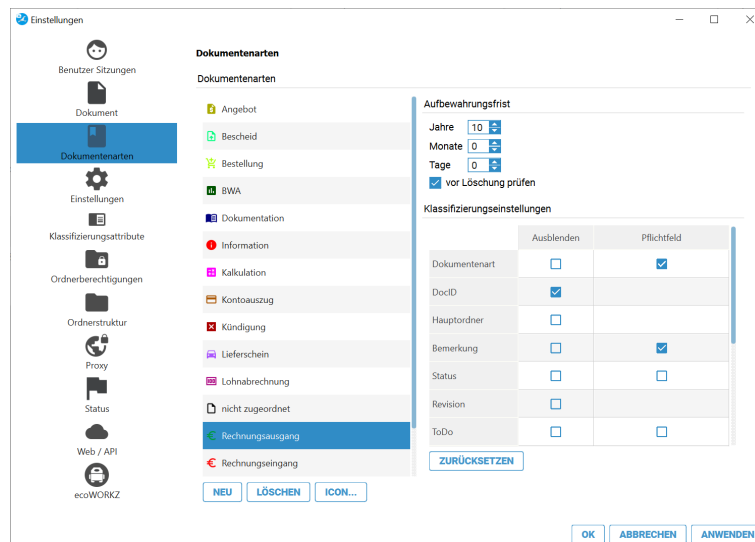 Einstellungen
Benutzer Sitzungen
Dokument
Dokumentenarten
Einstellungen
Klassifizierungsattribute
Ordnerberechtigungen
Ordnerstruktur
Proxy
Status
Web / API
ecoWORKZ
Dokumentenarten
Dokumentenarten
Angebot
Bescheid
Bestellung
BWA
Dokumentation
Information
Kalkulation
Kontoauszug
Kündigung
Lieferschein
Lohnabrechnung
nicht zugeordnet
Rechnungsausgang
Rechnungseingang
NEU LÖSCHEN ICON...
Aufbewahrungsfrist
Jahre 10
Monate 0
Tage 0
vor Löschung prüfen
Klassifizierungseinstellungen
Ausblenden Pflichtfeld
Dokumentenart
DocID
Hauptordner
Bemerkung
Status
Revision
ToDo
ZURÜCKSETZEN
OK ABBRECHEN ANWENDEN